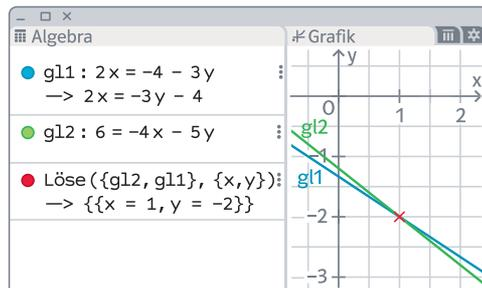 Algebra
gl1: 2x = −4 − 3y
—> 2x = −3y − 4
gl2: 6 = −4x − 5y
Löse({gl2, gl1}, {x,y})
—> {{x = 1, y = −2}}
Grafik
y
x
0
1
2
gl2
−1
gl1
−2
−3